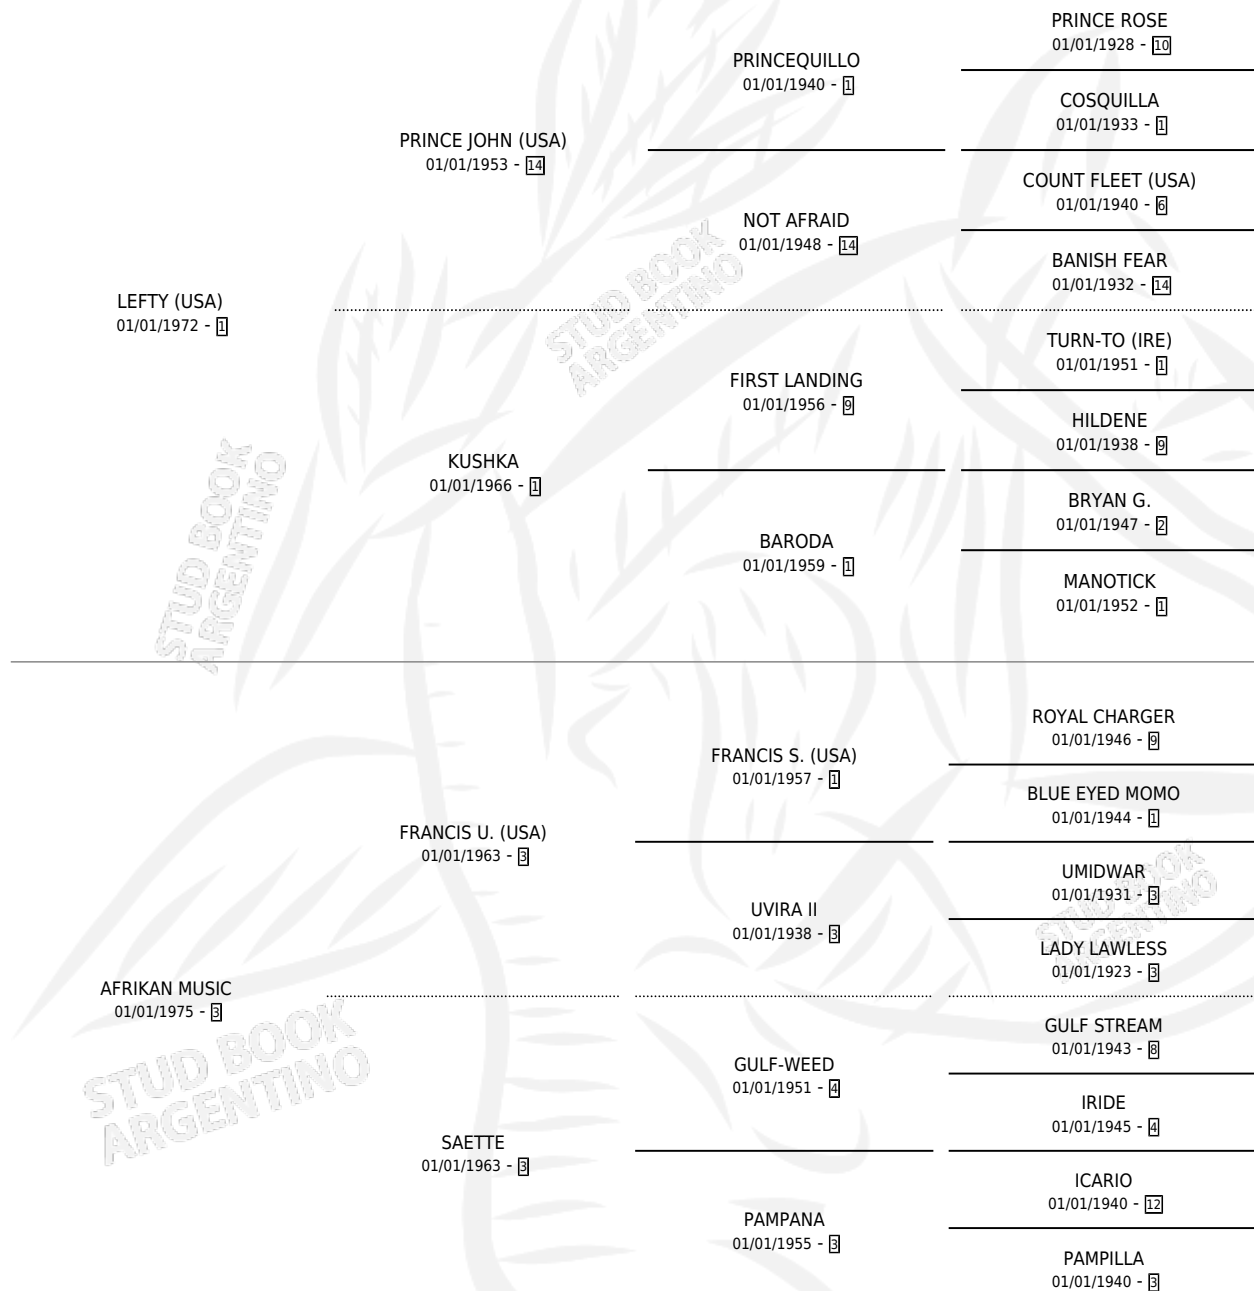 PRINCE ROSE
01/01/1928 - 10
PRINCEQUILLO
01/01/1940 - 1
COSQUILLA
01/01/1933 - 1
PRINCE JOHN (USA)
01/01/1953 - 14
COUNT FLEET (USA)
01/01/1940 - 6
NOT AFRAID
01/01/1948 - 14
BANISH FEAR
01/01/1932 - 14
LEFTY (USA)
01/01/1972 - 1
STUD BOOK
ARGENTINO
TURN-TO (IRE)
01/01/1951 - 1
FIRST LANDING
01/01/1956 - 9
HILDENE
01/01/1938 - 9
KUSHKA
01/01/1966 - 1
BRYAN G.
01/01/1947 - 2
BARODA
01/01/1959 - 1
MANOTICK
01/01/1952 - 1
STUD BOOK
ARGENTINO
ROYAL CHARGER
01/01/1946 - 9
FRANCIS S. (USA)
01/01/1957 - 1
BLUE EYED MOMO
01/01/1944 - 1
FRANCIS U. (USA)
01/01/1963 - 3
UMIDWAR
01/01/1931 - 3
UVIRA II
01/01/1938 - 3
LADY LAWLESS
01/01/1923 - 3
STUD BOOK
ARGENTINO
AFRIKAN MUSIC
01/01/1975 - 3
GULF STREAM
01/01/1943 - 8
GULF-WEED
01/01/1951 - 4
IRIDE
01/01/1945 - 4
STUD BOOK
ARGENTINO
SAETTE
01/01/1963 - 3
ICARIO
01/01/1940 - 12
PAMPANA
01/01/1955 - 3
PAMPILLA
01/01/1940 - 3